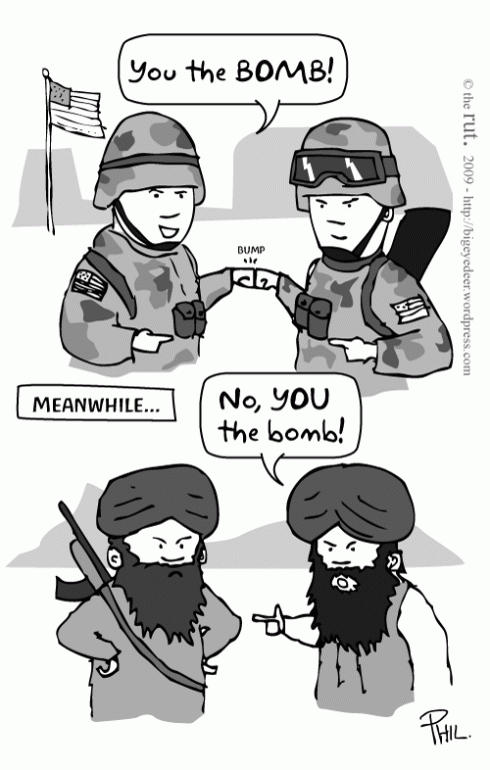 You the BOMB!
BUMP
© the rut. 2009 - http://bigeyedeer.wordpress.com
MEANWHILE...
No, YOU
the bomb!
PHIL.